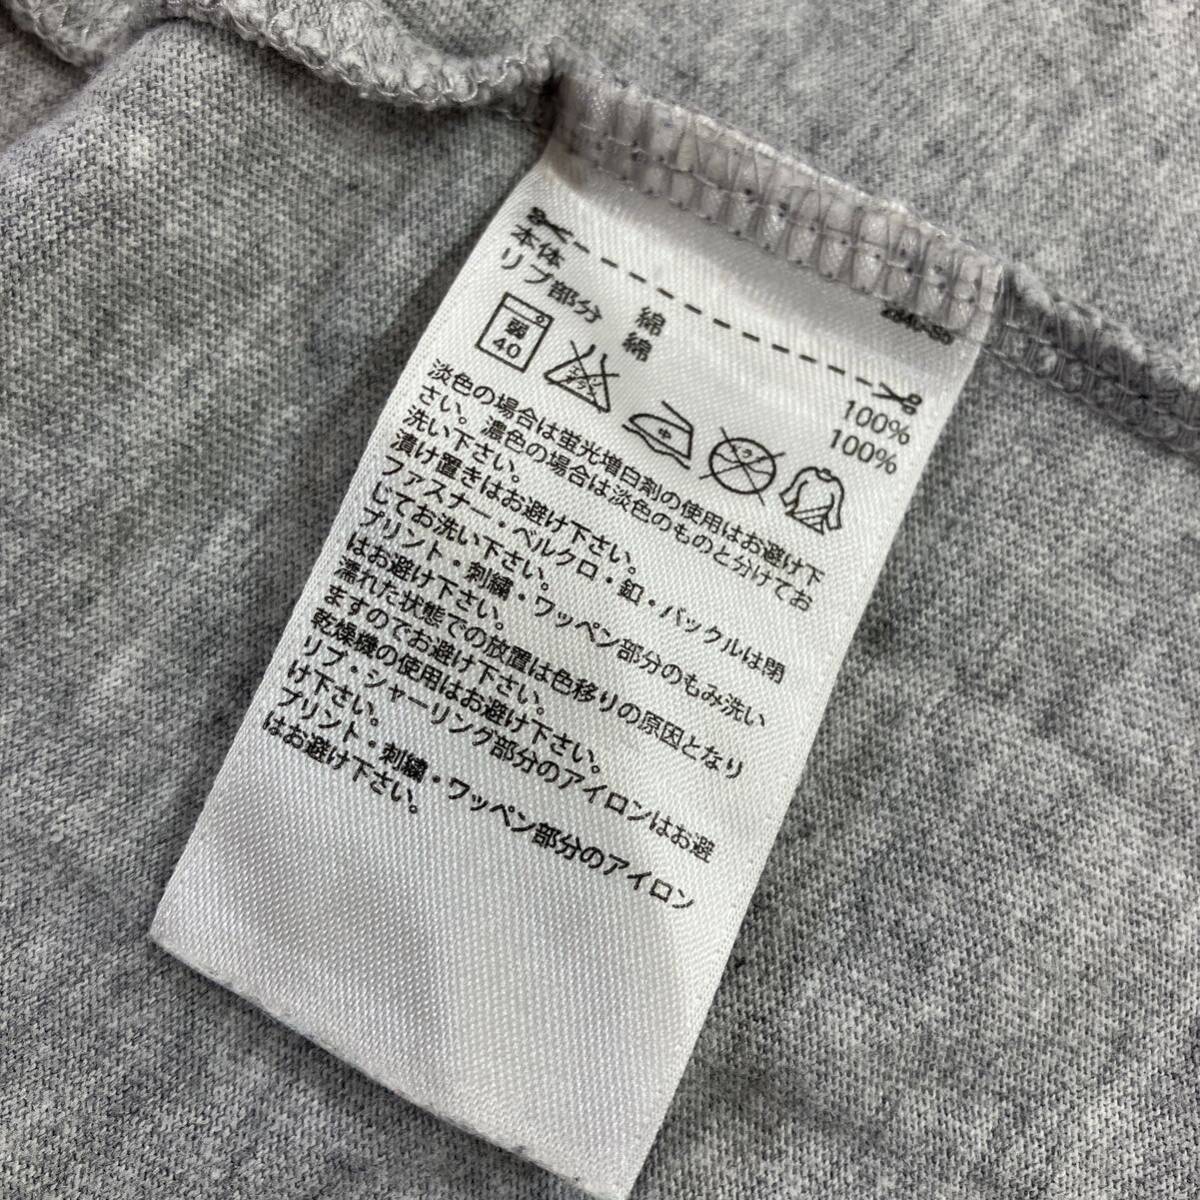 本体 綿 100%
リブ部分 綿 100%
弱
40
中
淡色の場合は蛍光増白剤の使用はお避け下
さい。濃色の場合は淡色のものと分けてお
洗い下さい。
漬け置きはお避け下さい。
ファスナー・ベルクロ・釦・バックルは閉
じてお洗い下さい。
プリント・刺繍・ワッペン部分のもみ洗い
はお避け下さい。
濡れた状態での放置は色移りの原因となり
ますのでお避け下さい。
乾燥機の使用はお避け下さい。
リブ・シャーリング部分のアイロンはお避
け下さい。
プリント・刺繍・ワッペン部分のアイロン
はお避け下さい。